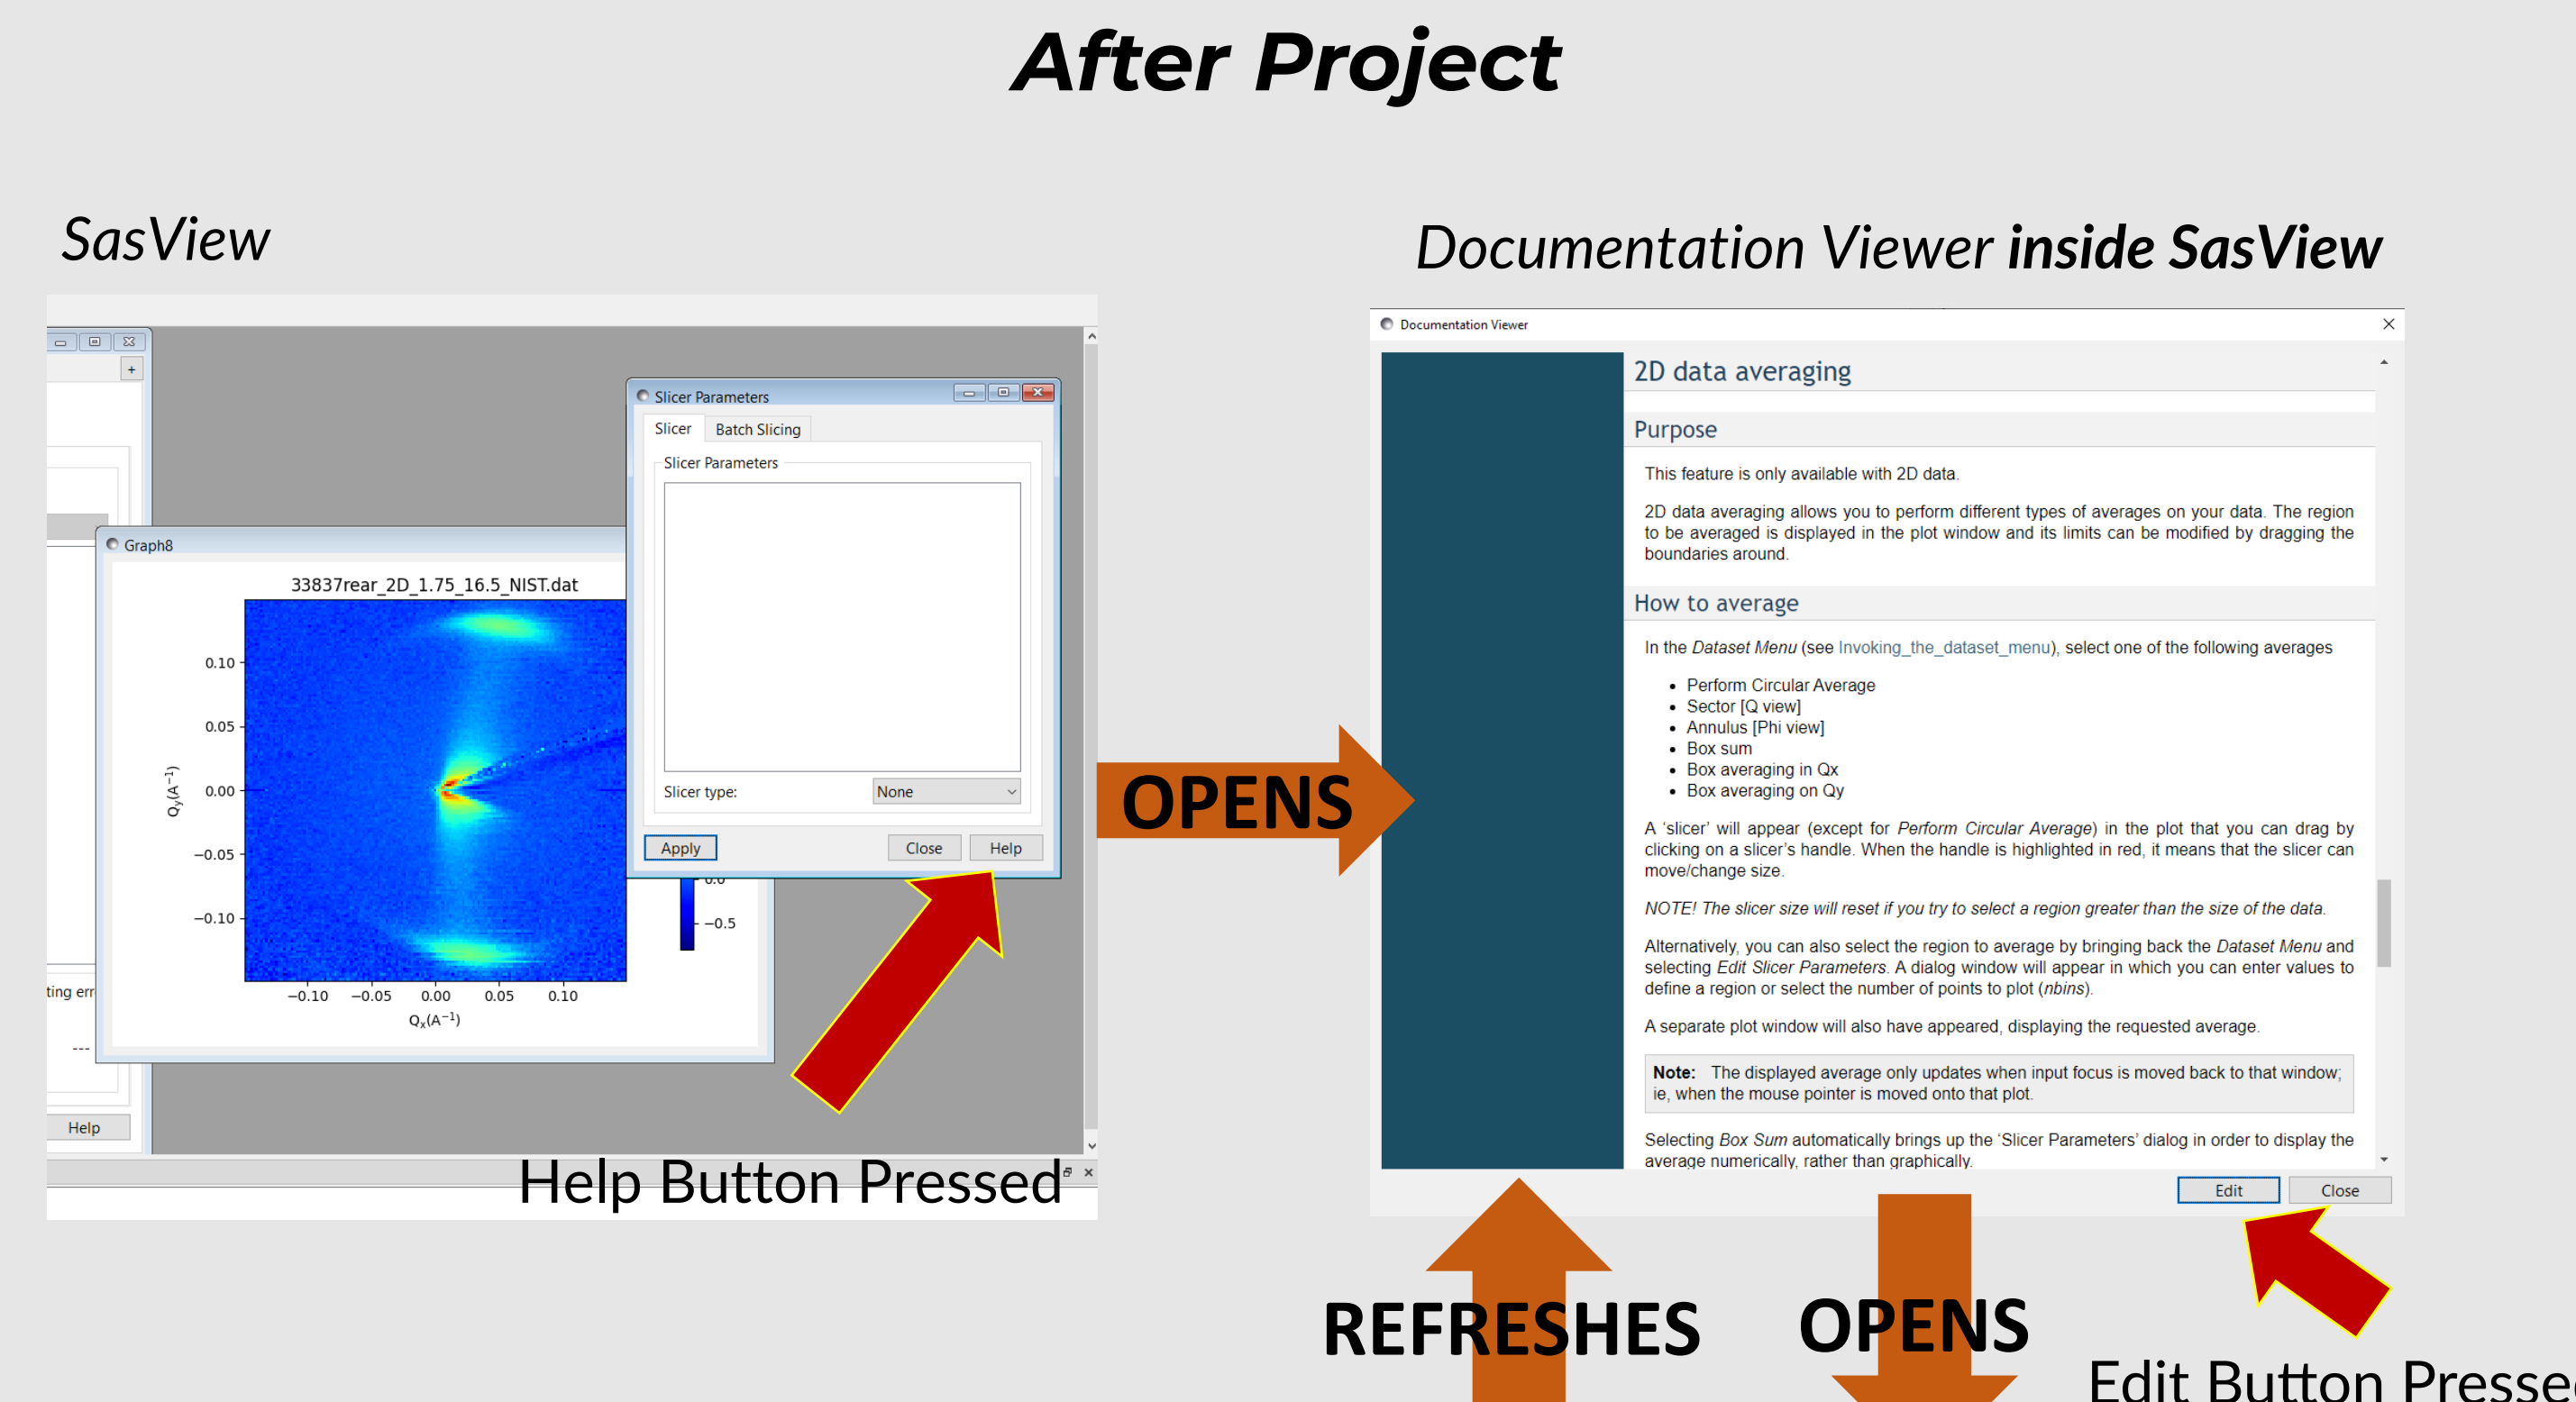 After Project
SasView
Documentation Viewer inside SasView
+
Slicer Parameters
Slicer
Batch Slicing
Slicer Parameters
Slicer type:
None
Apply
Close
Help
Graph8
33837rear_2D_1.75_16.5_NIST.dat
0.10
0.05
0.00
−0.05
−0.10
Qy(A−1)
−0.10
−0.05
0.00
0.05
0.10
Qx(A−1)
−0.5
ting err
---
Help
Help Button Pressed
OPENS
Documentation Viewer
2D data averaging
Purpose
This feature is only available with 2D data.
2D data averaging allows you to perform different types of averages on your data. The region
to be averaged is displayed in the plot window and its limits can be modified by dragging the
boundaries around.
How to average
In the Dataset Menu (see Invoking_the_dataset_menu), select one of the following averages
• Perform Circular Average
• Sector [Q view]
• Annulus [Phi view]
• Box sum
• Box averaging in Qx
• Box averaging on Qy
A ‘slicer’ will appear (except for Perform Circular Average) in the plot that you can drag by
clicking on a slicer’s handle. When the handle is highlighted in red, it means that the slicer can
move/change size.
NOTE! The slicer size will reset if you try to select a region greater than the size of the data.
Alternatively, you can also select the region to average by bringing back the Dataset Menu and
selecting Edit Slicer Parameters. A dialog window will appear in which you can enter values to
define a region or select the number of points to plot (nbins).
A separate plot window will also have appeared, displaying the requested average.
Note: The displayed average only updates when input focus is moved back to that window;
ie, when the mouse pointer is moved onto that plot.
Selecting Box Sum automatically brings up the ‘Slicer Parameters’ dialog in order to display the
average numerically, rather than graphically.
Edit
Close
REFRESHES
OPENS
Edit Button Presse